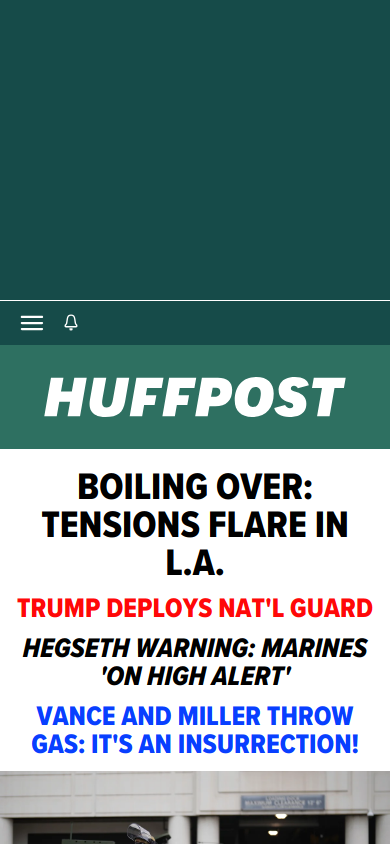 HUFFPOST
BOILING OVER:
TENSIONS FLARE IN
L.A.
TRUMP DEPLOYS NAT'L GUARD
HEGSETH WARNING: MARINES
'ON HIGH ALERT'
VANCE AND MILLER THROW
GAS: IT'S AN INSURRECTION!